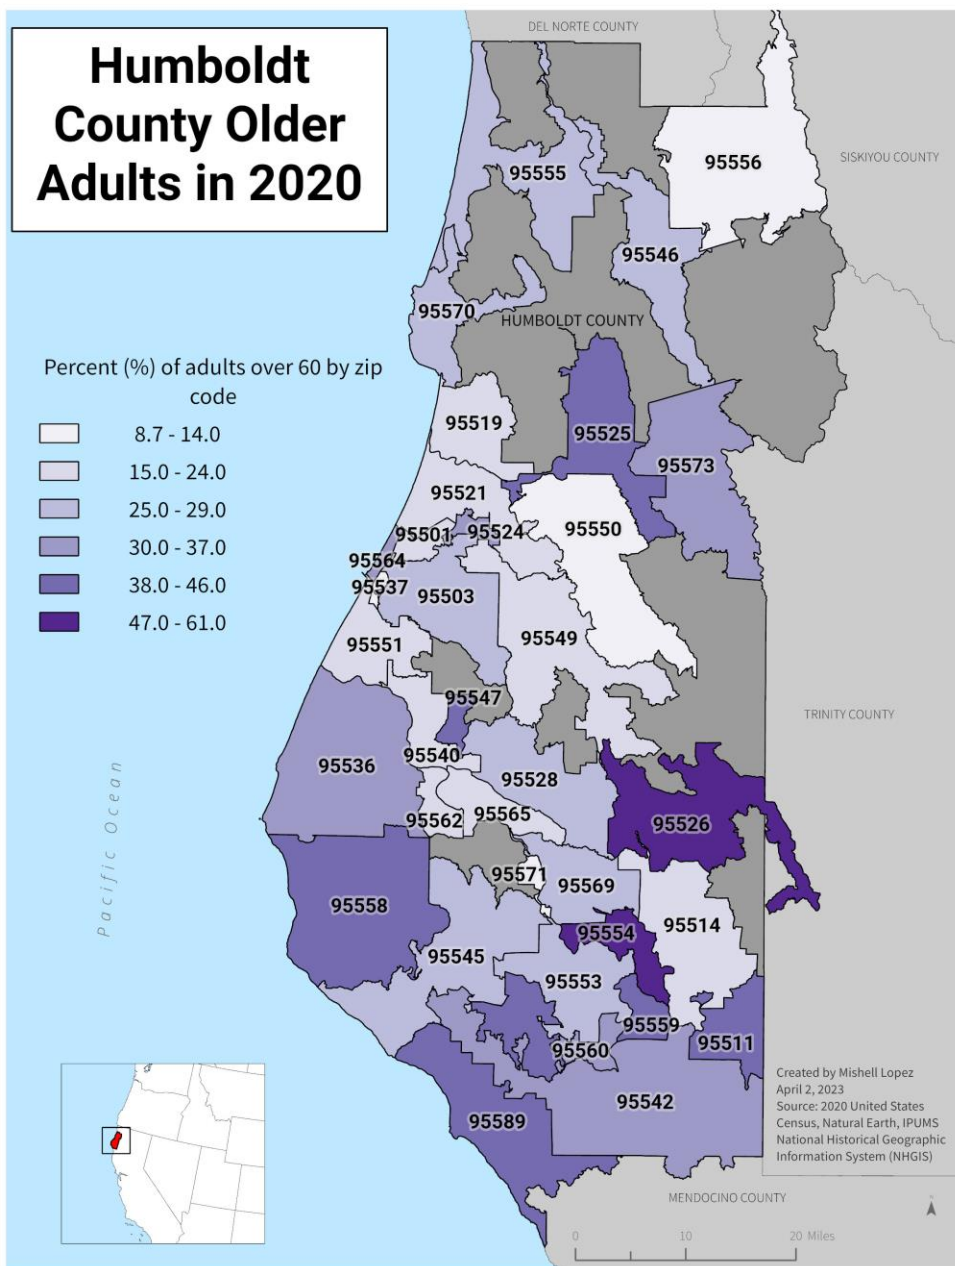 DEL NORTE COUNTY
Humboldt
County Older
Adults in 2020
SISKIYOU COUNTY
95556
95555
95546
95570
HUMBOLDT COUNTY
Percent (%) of adults over 60 by zip
code
8.7 - 14.0
15.0 - 24.0
25.0 - 29.0
30.0 - 37.0
38.0 - 46.0
47.0 - 61.0
95519
95525
95573
95521
95550
95501
95524
95564
95537
95503
95551
95549
95547
TRINITY COUNTY
95540
95536
95528
95562
95565
95526
Pacific Ocean
95571
95569
95558
95514
95554
95545
95553
95559
95511
95560
95542
95589
Created by Mishell Lopez
April 2, 2023
Source: 2020 United States
Census, Natural Earth, IPUMS
National Historical Geographic
Information System (NHGIS)
MENDOCINO COUNTY
0 10 20 Miles